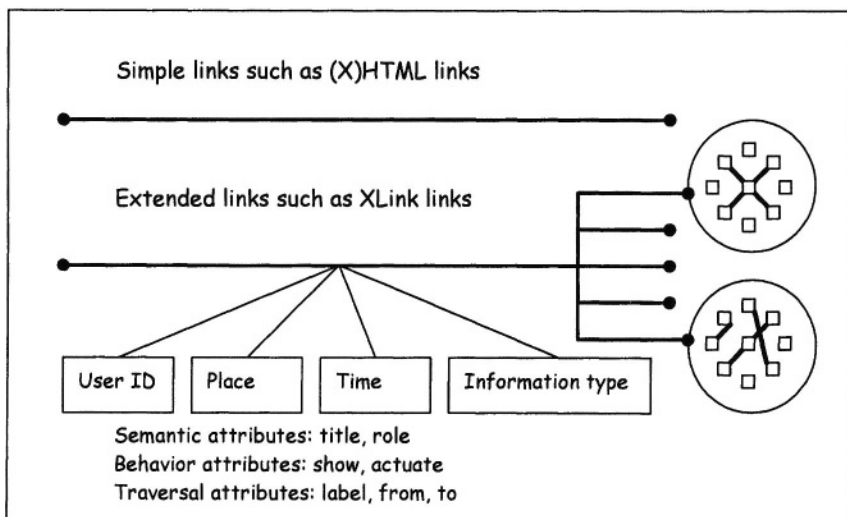 Simple links such as (X)HTML links
Extended links such as XLink links
User ID Place Time Information type
Semantic attributes: title, role
Behavior attributes: show, actuate
Traversal attributes: label, from, to